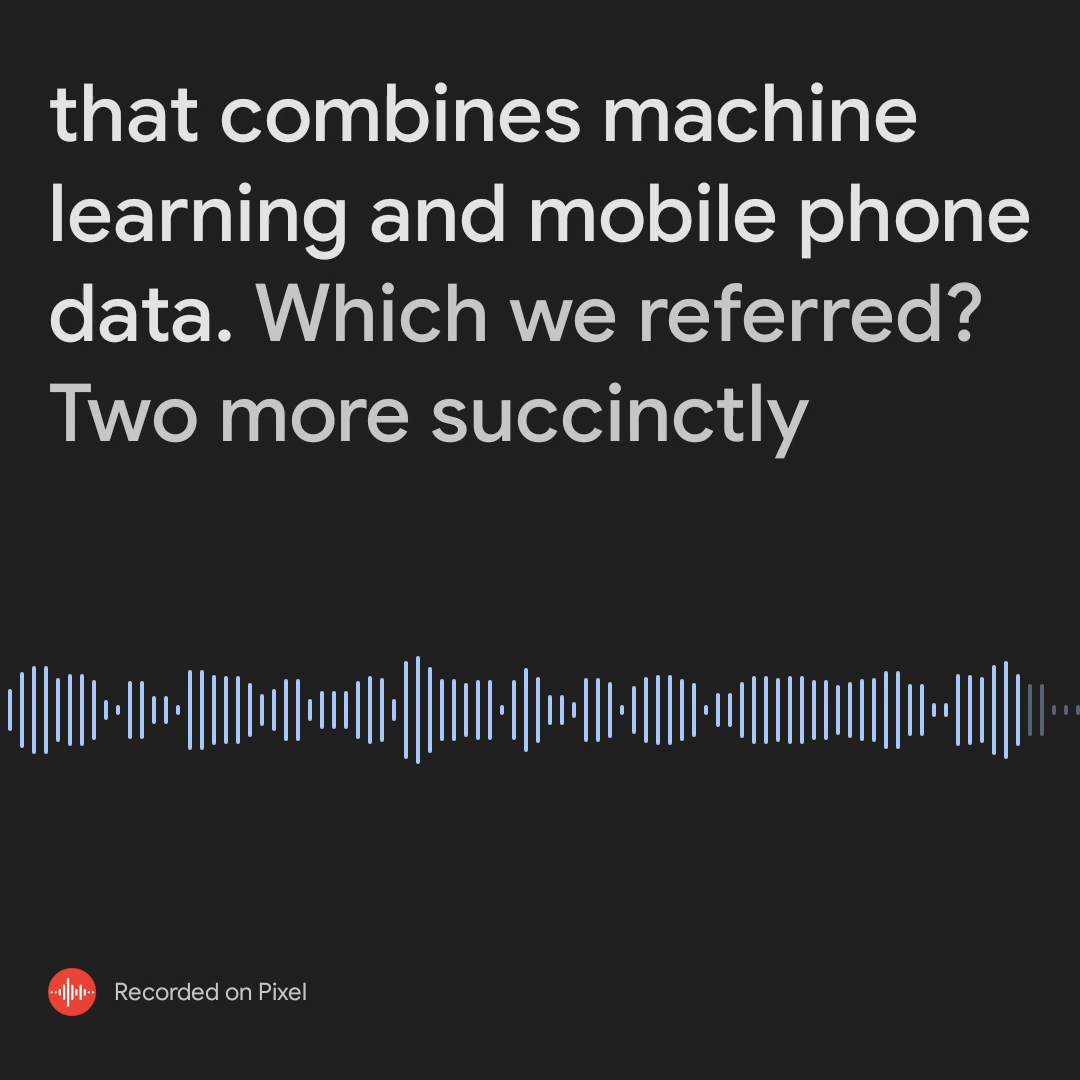 that combines machine
learning and mobile phone
data. Which we referred?
Two more succinctly
Recorded on Pixel